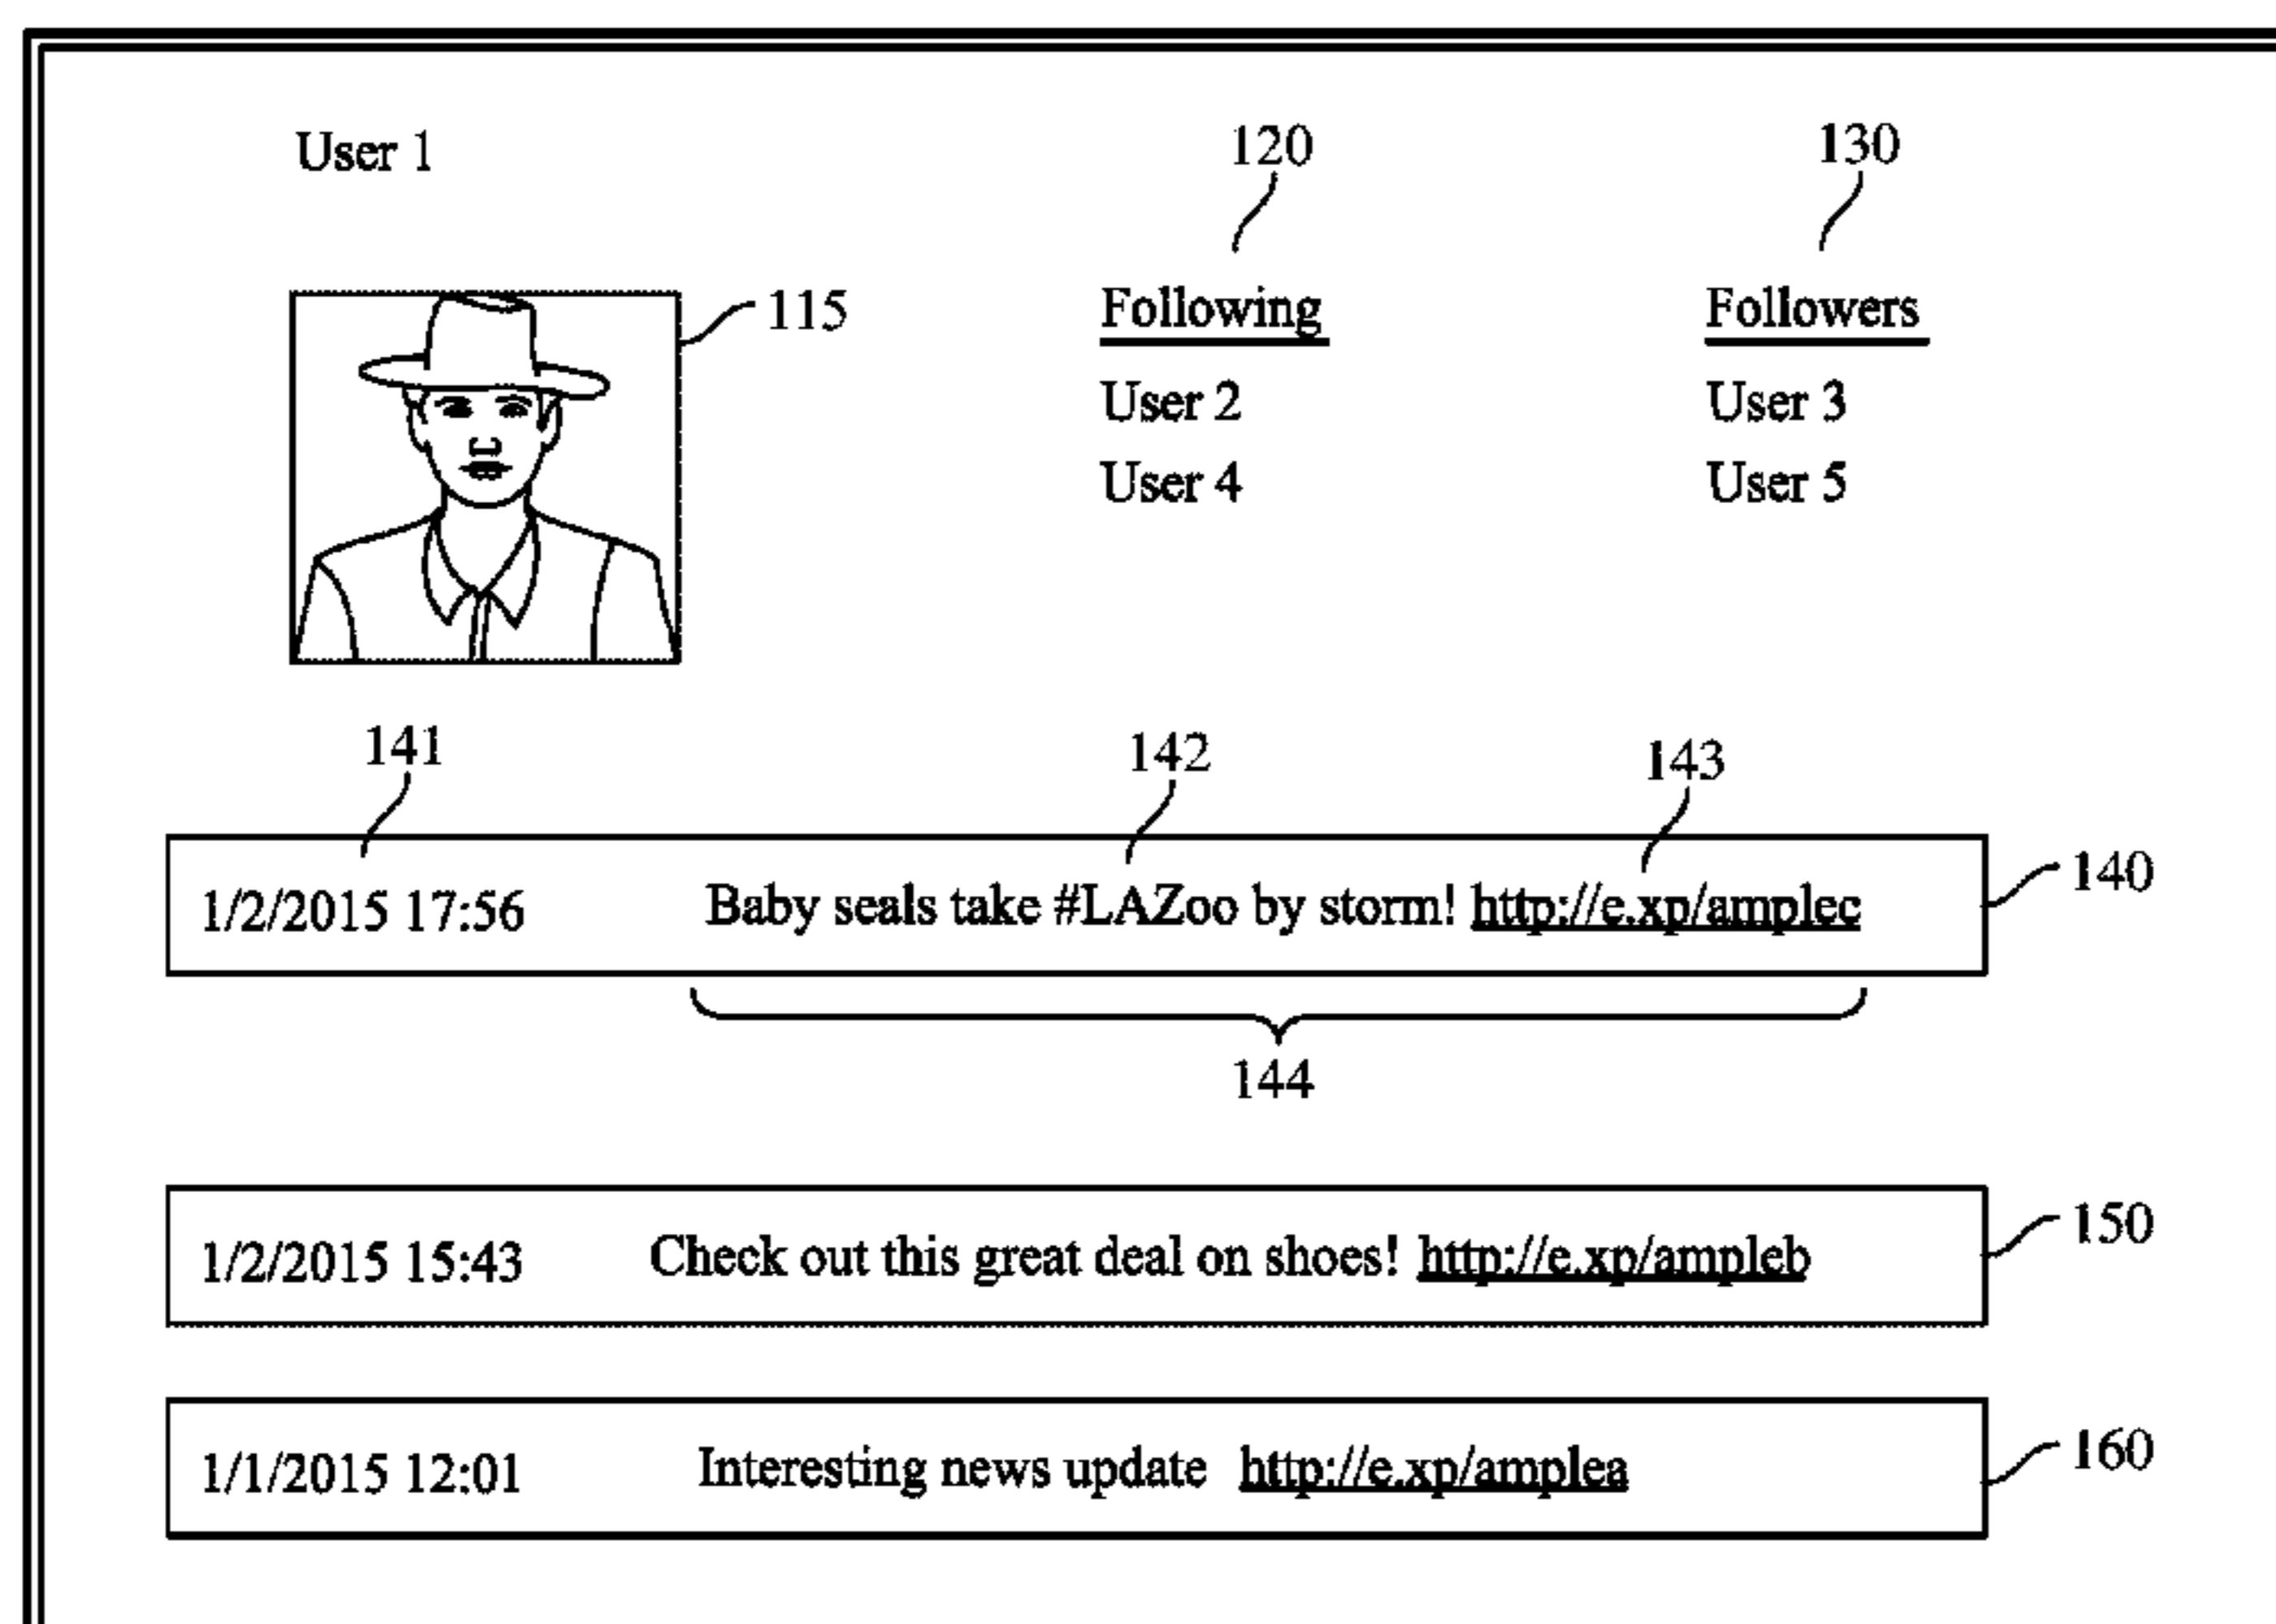 User 1 120 130
115
Following Followers
User 2 User 3
User 4 User 5
141 142 143
1/2/2015 17:56 Baby seals take #LAZoo by storm! http://e.xp/amplec 140
144
1/2/2015 15:43 Check out this great deal on shoes! http://e.xp/ampleb 150
1/1/2015 12:01 Interesting news update http://e.xp/amplea 160